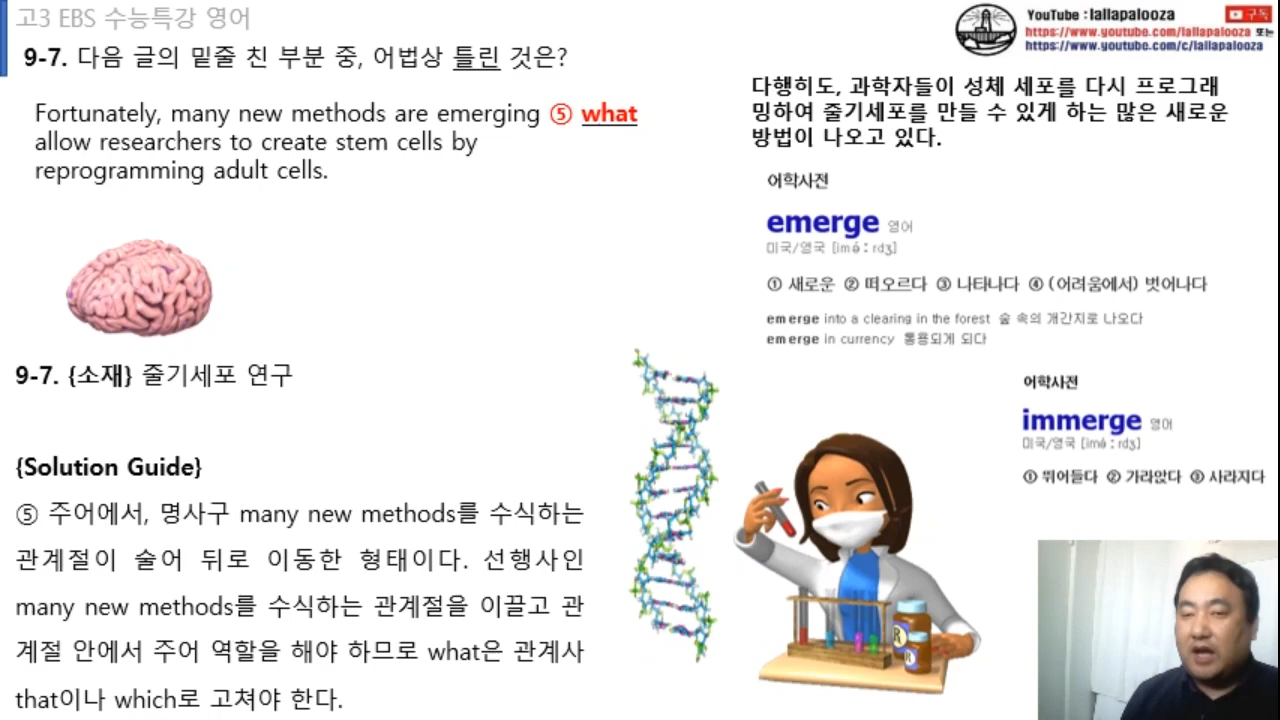 고3 EBS 수능특강 영어
9-7. 다음 글의 밑줄 친 부분 중, 어법상 틀린 것은?
YouTube : lallapalooza
구독
https://www.youtube.com/lallapalooza 또는
https://www.youtube.com/c/lallapalooza
Fortunately, many new methods are emerging ⑤ what
allow researchers to create stem cells by
reprogramming adult cells.
다행히도, 과학자들이 성체 세포를 다시 프로그래
밍하여 줄기세포를 만들 수 있게 하는 많은 새로운
방법이 나오고 있다.
어학사전
emerge 영어
미국/영국 [imə́ːrdʒ]
① 새로운 ② 떠오르다 ③ 나타나다 ④ (어려움에서) 벗어나다
emerge into a clearing in the forest 숲 속의 개간지로 나오다
emerge in currency 통용되게 되다
9-7. {소재} 줄기세포 연구
어학사전
immerge 영어
미국/영국 [imə́ːrdʒ]
① 뛰어들다 ② 가라앉다 ③ 사라지다
{Solution Guide}
⑤ 주어에서, 명사구 many new methods를 수식하는
관계절이 술어 뒤로 이동한 형태이다. 선행사인
many new methods를 수식하는 관계절을 이끌고 관
계절 안에서 주어 역할을 해야 하므로 what은 관계사
that이나 which로 고쳐야 한다.
R
R